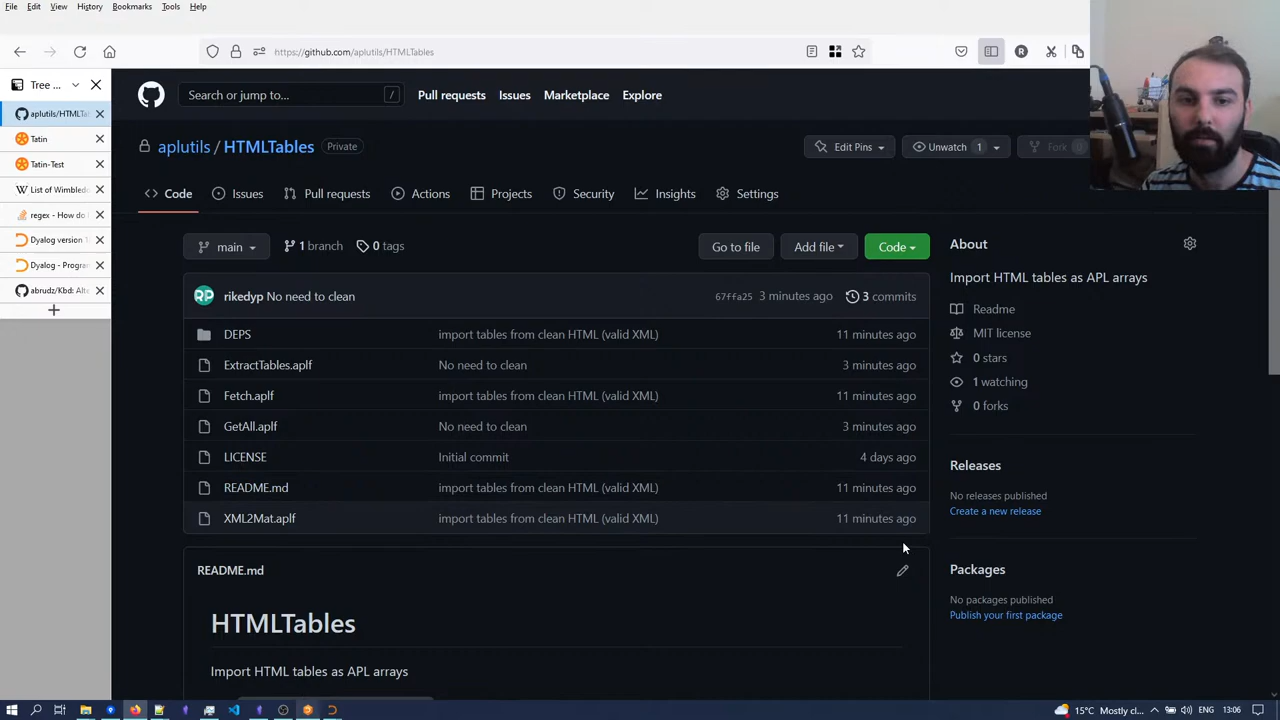 File Edit View History Bookmarks Tools Help
https://github.com/aplutils/HTMLTables
Tree ...
aplutils/HTMLTa
Tatin
Tatin-Test
List of Wimbled
regex - How do
Dyalog version 1
Dyalog - Progra
abrudz/Kbd: Alt
Search or jump to... /
Pull requests Issues Marketplace Explore
aplutils / HTMLTables Private
Edit Pins Unwatch 1 Fork 0
Code Issues Pull requests Actions Projects Security Insights Settings
main 1 branch 0 tags Go to file Add file Code
rikedyp No need to clean 67ffa25 3 minutes ago 3 commits
DEPS import tables from clean HTML (valid XML) 11 minutes ago
ExtractTables.aplf No need to clean 3 minutes ago
Fetch.aplf import tables from clean HTML (valid XML) 11 minutes ago
GetAll.aplf No need to clean 3 minutes ago
LICENSE Initial commit 4 days ago
README.md import tables from clean HTML (valid XML) 11 minutes ago
XML2Mat.aplf import tables from clean HTML (valid XML) 11 minutes ago
README.md
HTMLTables
Import HTML tables as APL arrays
About
Import HTML tables as APL arrays
Readme
MIT license
0 stars
1 watching
0 forks
Releases
No releases published
Create a new release
Packages
No packages published
Publish your first package
15°C Mostly cl... ENG 13:06